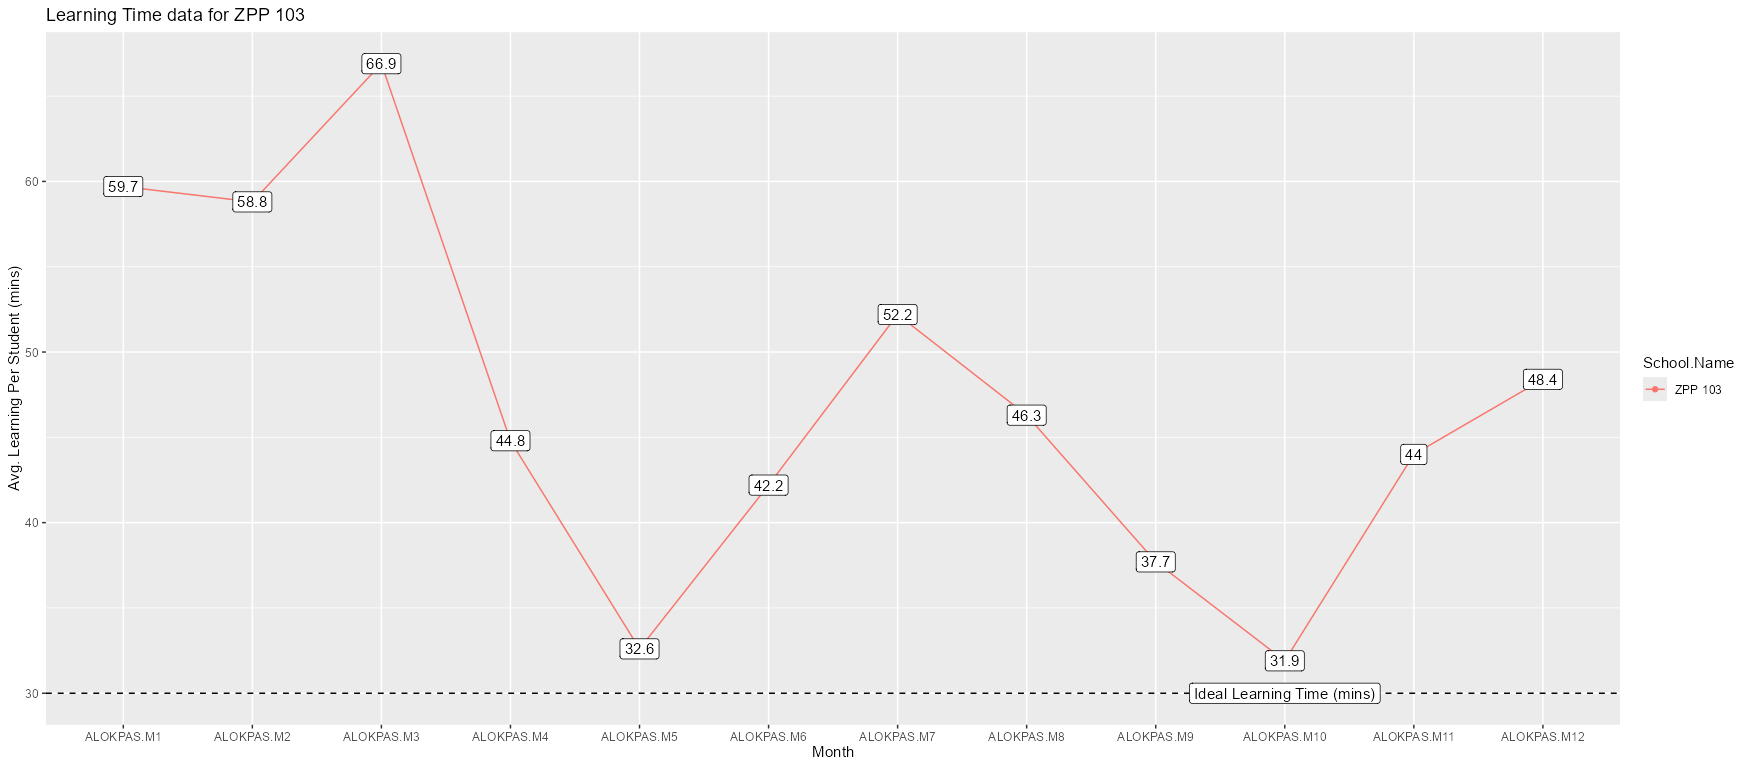 Learning Time data for ZPP 103
Avg. Learning Per Student (mins)
60
50
40
30
59.7
58.8
66.9
44.8
32.6
42.2
52.2
46.3
37.7
31.9
44
48.4
Ideal Learning Time (mins)
ALOKPAS.M1 ALOKPAS.M2 ALOKPAS.M3 ALOKPAS.M4 ALOKPAS.M5 ALOKPAS.M6 ALOKPAS.M7 ALOKPAS.M8 ALOKPAS.M9 ALOKPAS.M10 ALOKPAS.M11 ALOKPAS.M12
Month
School.Name
ZPP 103